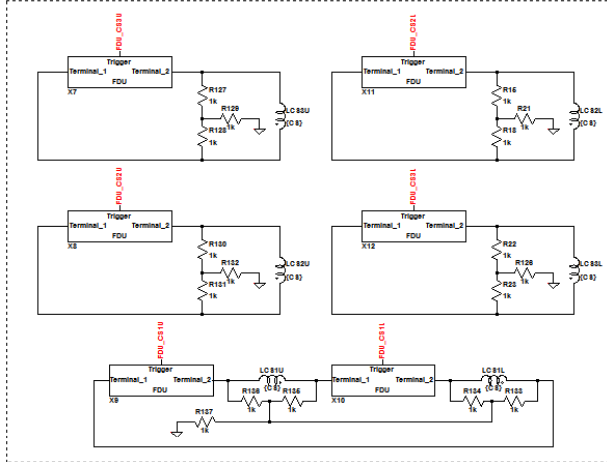 FDU_CS3U
Trigger
Terminal_1 Terminal_2
FDU
X7
R127
1k
R129
1k
R128
1k
LCS3U
{CS}
FDU_CS2L
Trigger
Terminal_1 Terminal_2
FDU
X11
R16
1k
R21
1k
R18
1k
LCS2L
{CS}
FDU_CS2U
Trigger
Terminal_1 Terminal_2
FDU
X8
R130
1k
R132
1k
R131
1k
LCS2U
{CS}
FDU_CS3L
Trigger
Terminal_1 Terminal_2
FDU
X12
R22
1k
R126
1k
R23
1k
LCS3L
{CS}
FDU_CS1U
Trigger
Terminal_1 Terminal_2
FDU
X9
LCS1U
{CS}
R136
1k
R135
1k
FDU_CS1L
Trigger
Terminal_1 Terminal_2
FDU
X10
LCS1L
{CS}
R134
1k
R133
1k
R137
1k